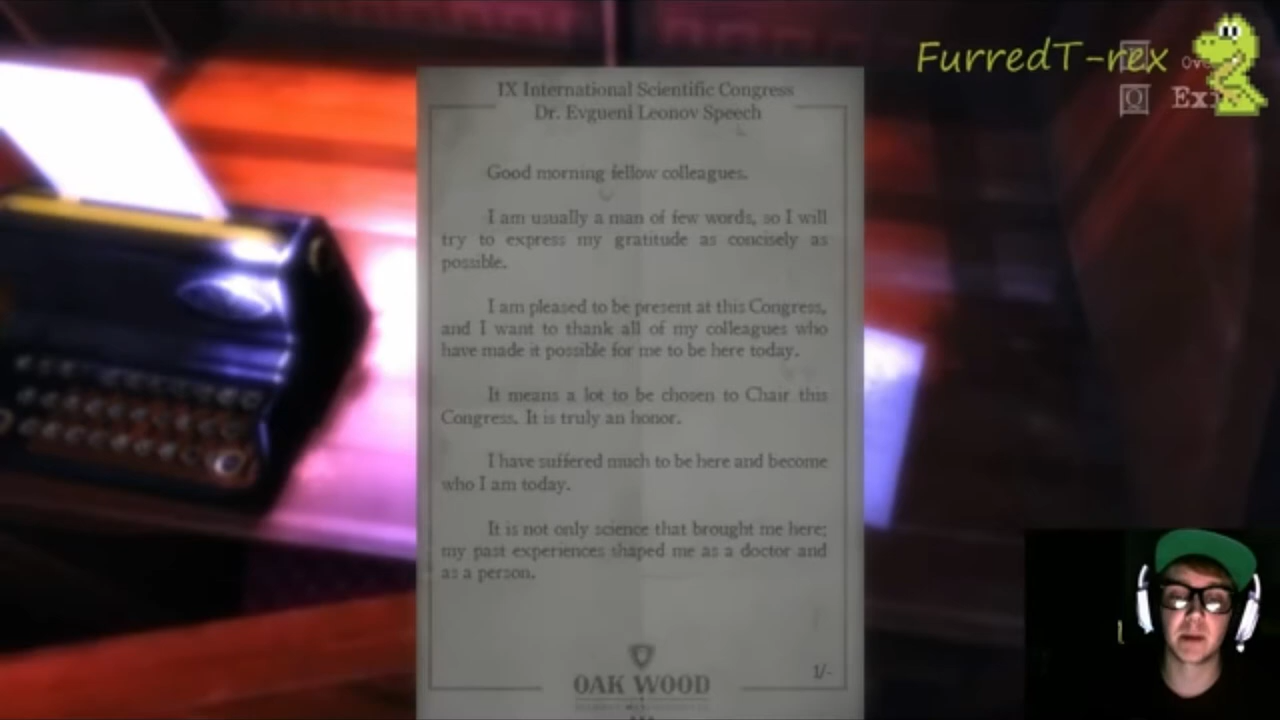 FurredT-rex
IX International Scientific Congress
Dr. Evgueni Leonov Speech
Q
Good morning fellow colleagues.
I am usually a man of few words, so I will
try to express my gratitude as concisely as
possible.
I am pleased to be present at this Congress,
and I want to thank all of my colleagues who
have made it possible for me to be here today.
It means a lot to be chosen to Chair this
Congress. It is truly an honor.
I have suffered much to be here and become
who I am today.
It is not only science that brought me here;
my past experiences shaped me as a doctor and
as a person.
1/-
OAK WOOD